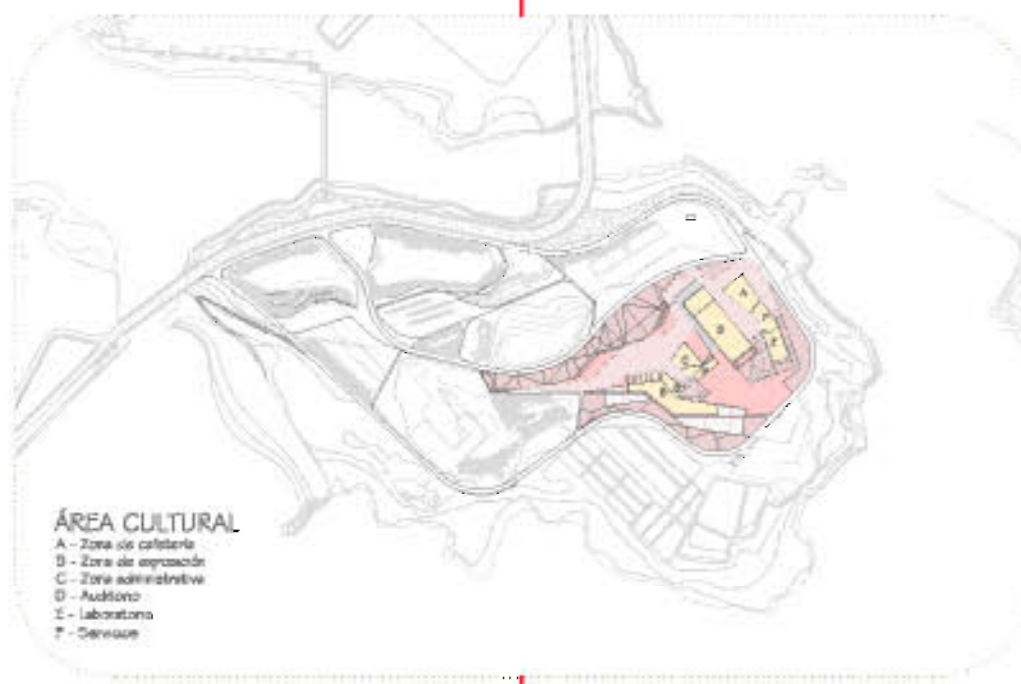 ÁREA CULTURAL
A - Zona de cafetería
B - Zona de exposición
C - Zona administrativa
D - Auditorio
E - Laboratorio
F - Servicios